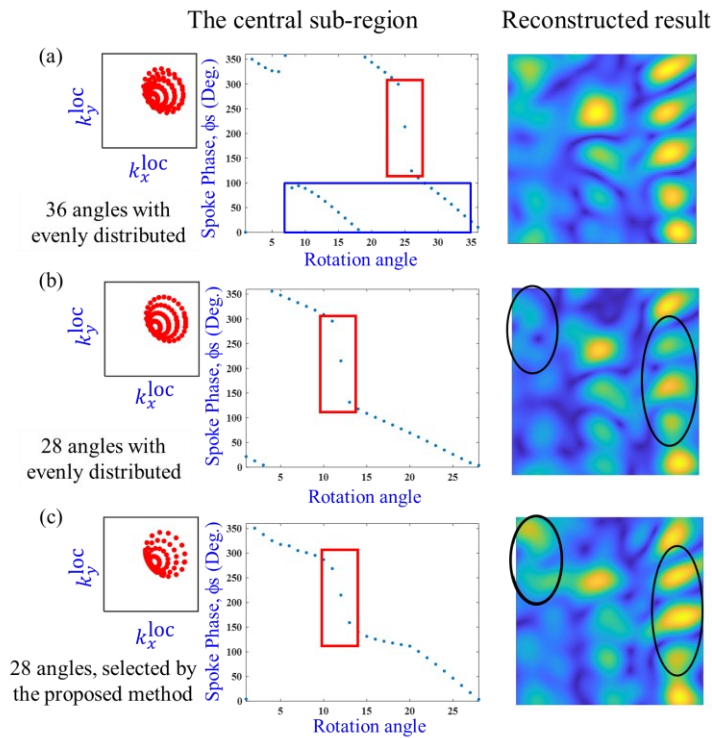 The central sub-region
Reconstructed result
(a)
k_y^loc
k_x^loc
36 angles with
evenly distributed
Spoke Phase, ϕs (Deg.)
350
300
250
200
150
100
50
0
0 5 10 15 20 25 30 35
Rotation angle
(b)
k_y^loc
k_x^loc
28 angles with
evenly distributed
Spoke Phase, ϕs (Deg.)
350
300
250
200
150
100
50
0
5 10 15 20 25
Rotation angle
(c)
k_y^loc
k_x^loc
28 angles, selected by
the proposed method
Spoke Phase, ϕs (Deg.)
350
300
250
200
150
100
50
0
5 10 15 20 25
Rotation angle